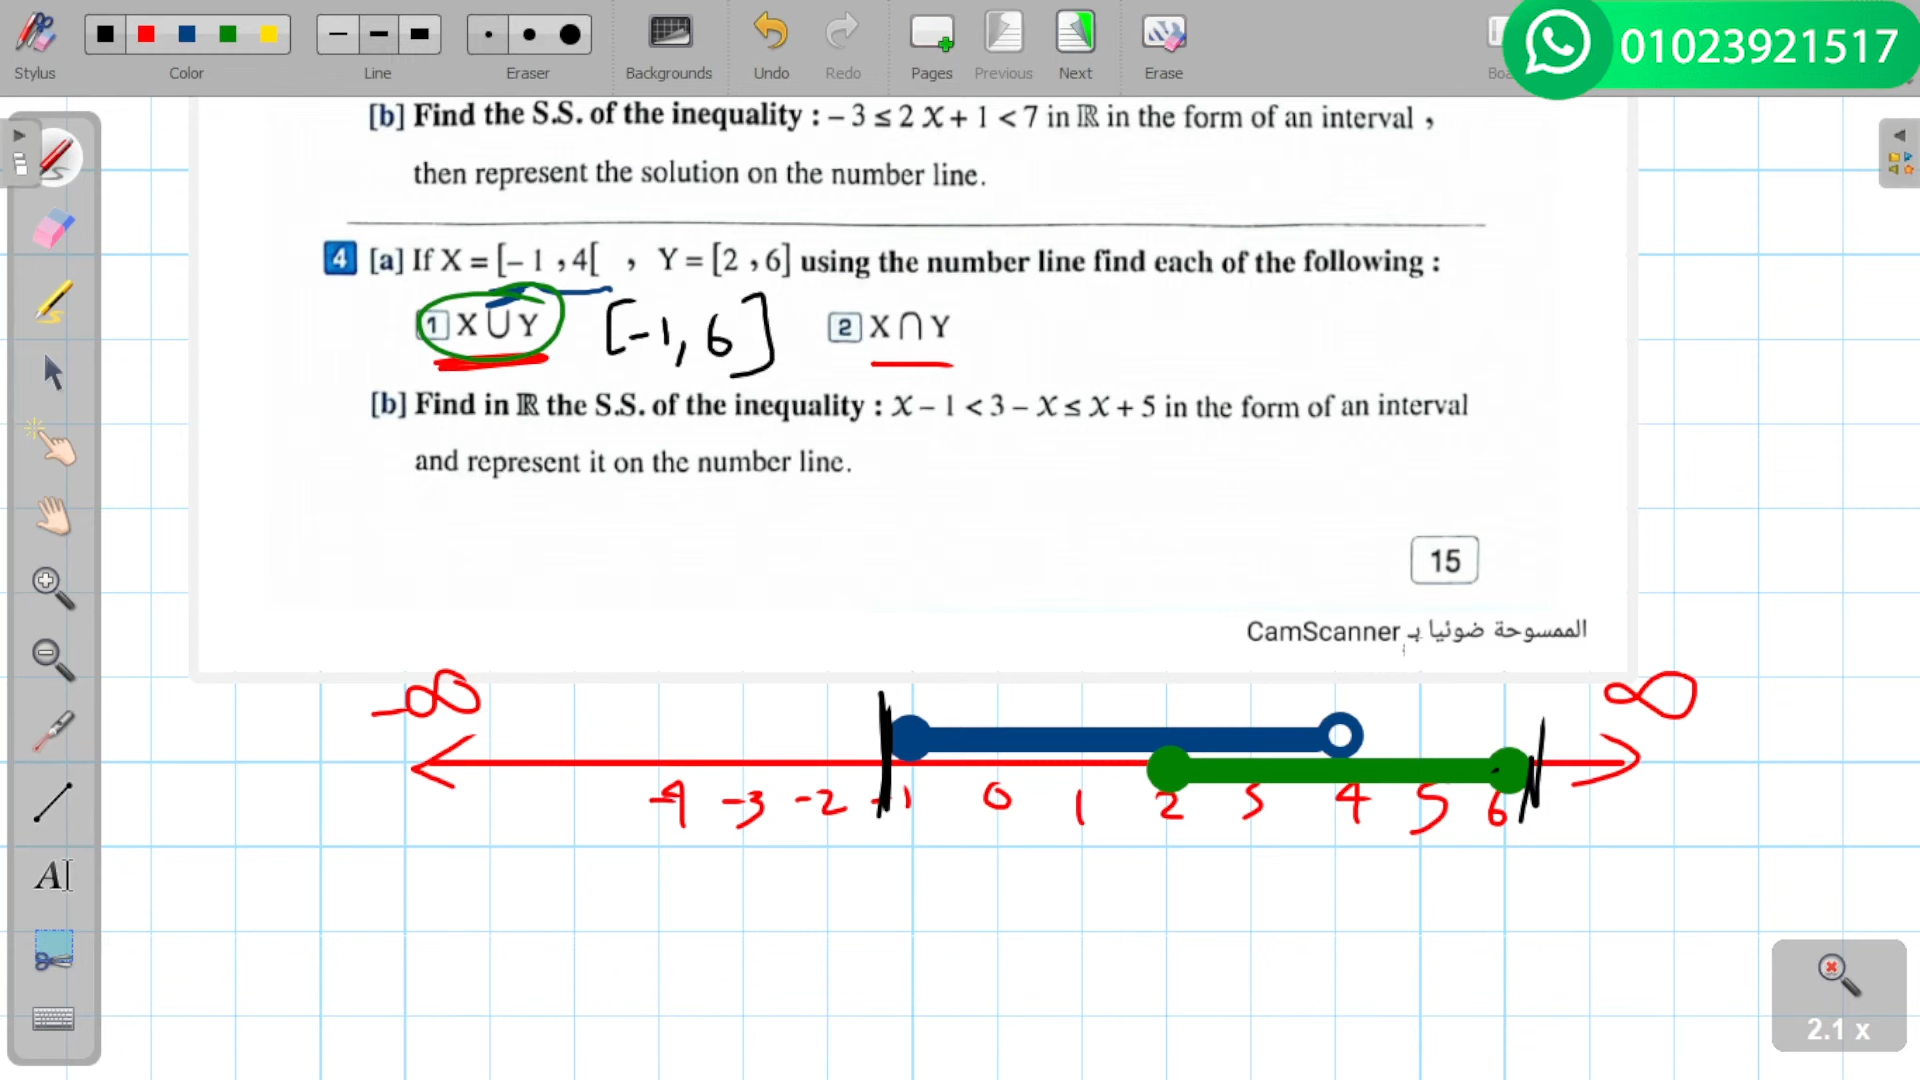 Stylus
Color
Line
Eraser
Backgrounds
Undo
Redo
Pages
Previous
Next
Erase
01023921517
[b] Find the S.S. of the inequality : – 3 ≤ 2 X + 1 < 7 in ℝ in the form of an interval ,
then represent the solution on the number line.
4 [a] If X = [– 1 , 4[ , Y = [2 , 6] using the number line find each of the following :
1 X ∪ Y [-1, 6] 2 X ∩ Y
[b] Find in ℝ the S.S. of the inequality : X – 1 < 3 – X ≤ X + 5 in the form of an interval
and represent it on the number line.
15
الممسوحة ضوئيا بـ CamScanner
-∞ ∞
-4 -3 -2 -1 0 1 2 3 4 5 6
2.1 x